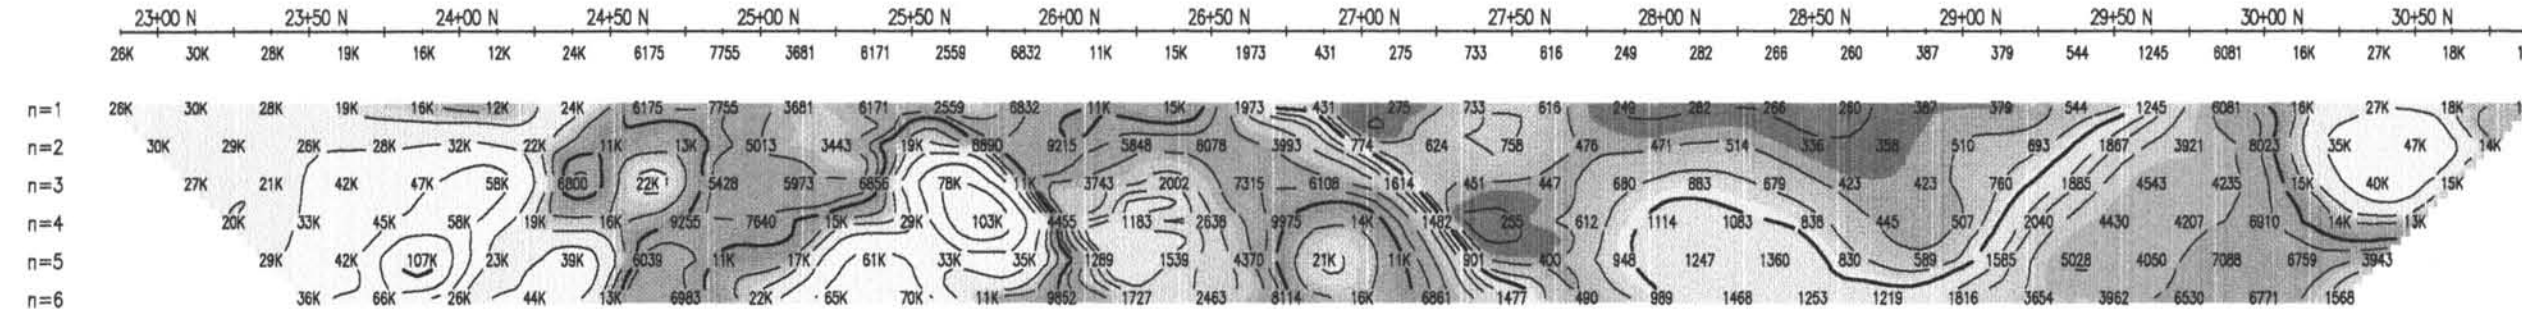 23+00 N 23+50 N 24+00 N 24+50 N 25+00 N 25+50 N 26+00 N 26+50 N 27+00 N 27+50 N 28+00 N 28+50 N 29+00 N 29+50 N 30+00 N 30+50 N
26K 30K 28K 19K 16K 12K 24K 6175 7755 3681 6171 2559 6832 11K 15K 1973 431 275 733 616 249 282 266 260 387 379 544 1245 6081 16K 27K 18K
n=1 26K 30K 28K 19K 16K 12K 24K 6175 7755 3681 6171 2559 6832 11K 15K 1973 431 275 733 616 249 282 266 260 387 379 544 1245 6081 16K 27K 18K
n=2 30K 29K 26K 28K 32K 22K 11K 13K 5013 3443 19K 8890 9215 5848 8078 3993 774 624 758 476 471 514 336 358 510 693 1867 3921 8023 35K 47K 14K
n=3 27K 21K 42K 47K 58K 6800 22K 5428 5973 6856 78K 11K 3743 2002 7315 6108 1614 451 447 680 883 679 423 423 760 1885 4543 4235 15K 40K 15K
n=4 20K 33K 45K 58K 19K 16K 9255 7640 15K 29K 103K 4455 1183 2638 9975 14K 1482 255 612 1114 1083 838 445 507 2040 4430 4207 6910 14K 13K
n=5 29K 42K 107K 23K 39K 6039 11K 17K 61K 33K 35K 1289 1539 4370 21K 11K 901 400 948 1247 1360 830 589 1585 5028 4050 7088 6759 3943
n=6 36K 66K 26K 44K 13K 6983 22K 65K 70K 11K 9852 1727 2463 8114 16K 6861 1477 490 989 1468 1253 1219 1816 3654 3962 6530 6771 1568